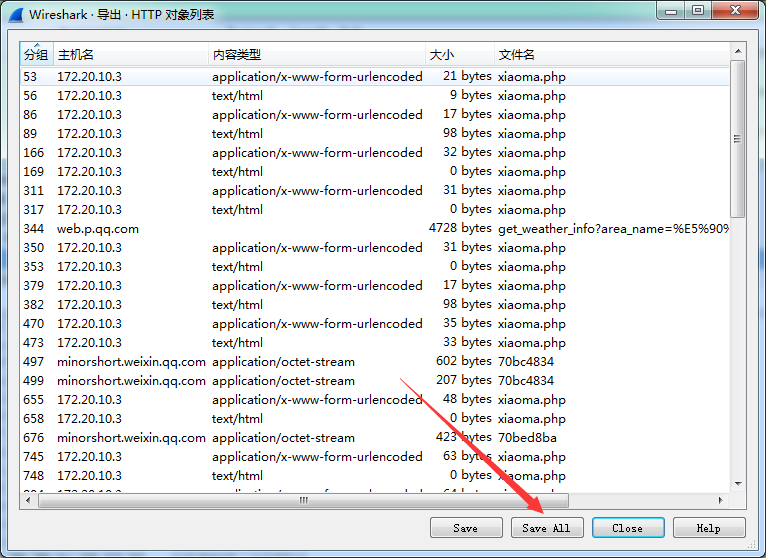 Wireshark · 导出 · HTTP 对象列表
分组 主机名 内容类型 大小 文件名
53 172.20.10.3 application/x-www-form-urlencoded 21 bytes xiaoma.php
56 172.20.10.3 text/html 9 bytes xiaoma.php
86 172.20.10.3 application/x-www-form-urlencoded 17 bytes xiaoma.php
89 172.20.10.3 text/html 98 bytes xiaoma.php
166 172.20.10.3 application/x-www-form-urlencoded 32 bytes xiaoma.php
169 172.20.10.3 text/html 0 bytes xiaoma.php
311 172.20.10.3 application/x-www-form-urlencoded 31 bytes xiaoma.php
317 172.20.10.3 text/html 0 bytes xiaoma.php
344 web.p.qq.com 4728 bytes get_weather_info?area_name=%E5%90%
350 172.20.10.3 application/x-www-form-urlencoded 31 bytes xiaoma.php
353 172.20.10.3 text/html 0 bytes xiaoma.php
379 172.20.10.3 application/x-www-form-urlencoded 17 bytes xiaoma.php
382 172.20.10.3 text/html 98 bytes xiaoma.php
470 172.20.10.3 application/x-www-form-urlencoded 35 bytes xiaoma.php
473 172.20.10.3 text/html 33 bytes xiaoma.php
497 minorshort.weixin.qq.com application/octet-stream 602 bytes 70bc4834
499 minorshort.weixin.qq.com application/octet-stream 207 bytes 70bc4834
655 172.20.10.3 application/x-www-form-urlencoded 48 bytes xiaoma.php
658 172.20.10.3 text/html 0 bytes xiaoma.php
676 minorshort.weixin.qq.com application/octet-stream 423 bytes 70bed8ba
745 172.20.10.3 application/x-www-form-urlencoded 63 bytes xiaoma.php
748 172.20.10.3 text/html 0 bytes xiaoma.php
Save Save All Close Help